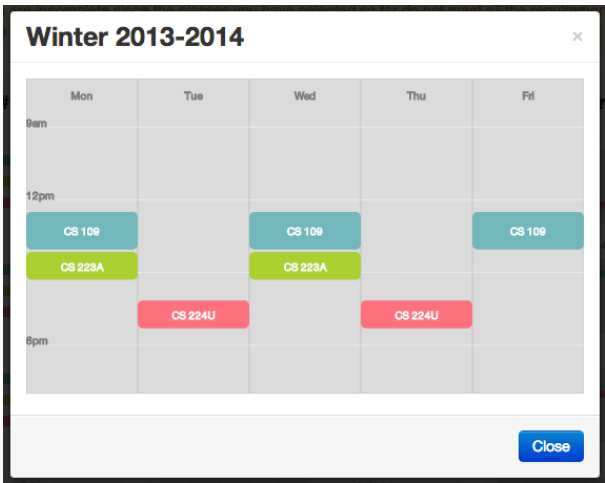 Winter 2013-2014 ×
Mon Tue Wed Thu Fri
9am
12pm
CS 109 CS 109 CS 109
CS 223A CS 223A
CS 224U CS 224U
6pm
Close